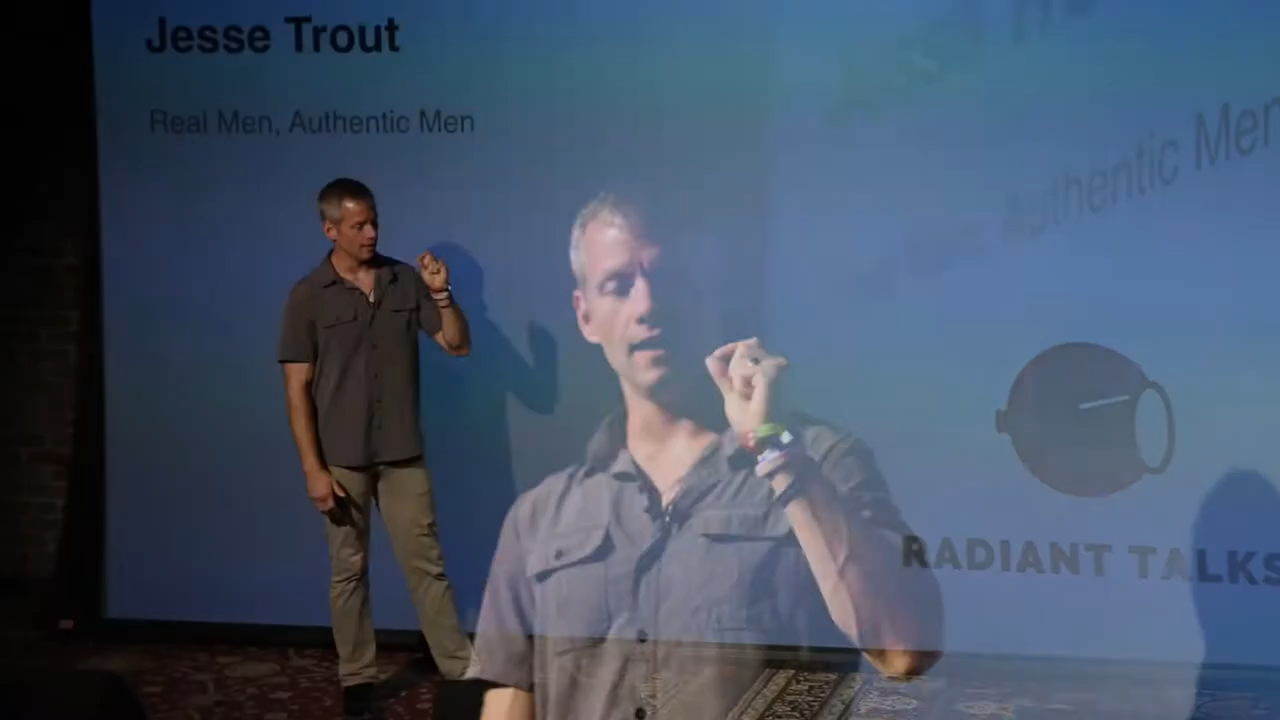 Jesse Trout
Real Men, Authentic Men
Authentic Men
RADIANT TALKS